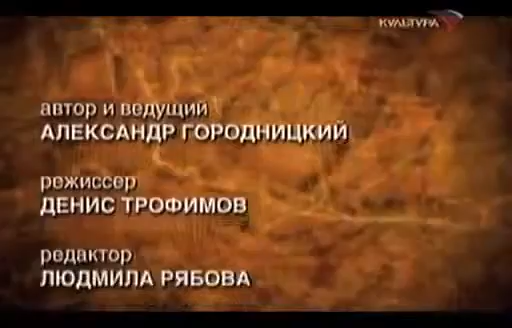 КУЛЬТУРА
автор и ведущий
АЛЕКСАНДР ГОРОДНИЦКИЙ
режиссер
ДЕНИС ТРОФИМОВ
редактор
ЛЮДМИЛА РЯБОВА